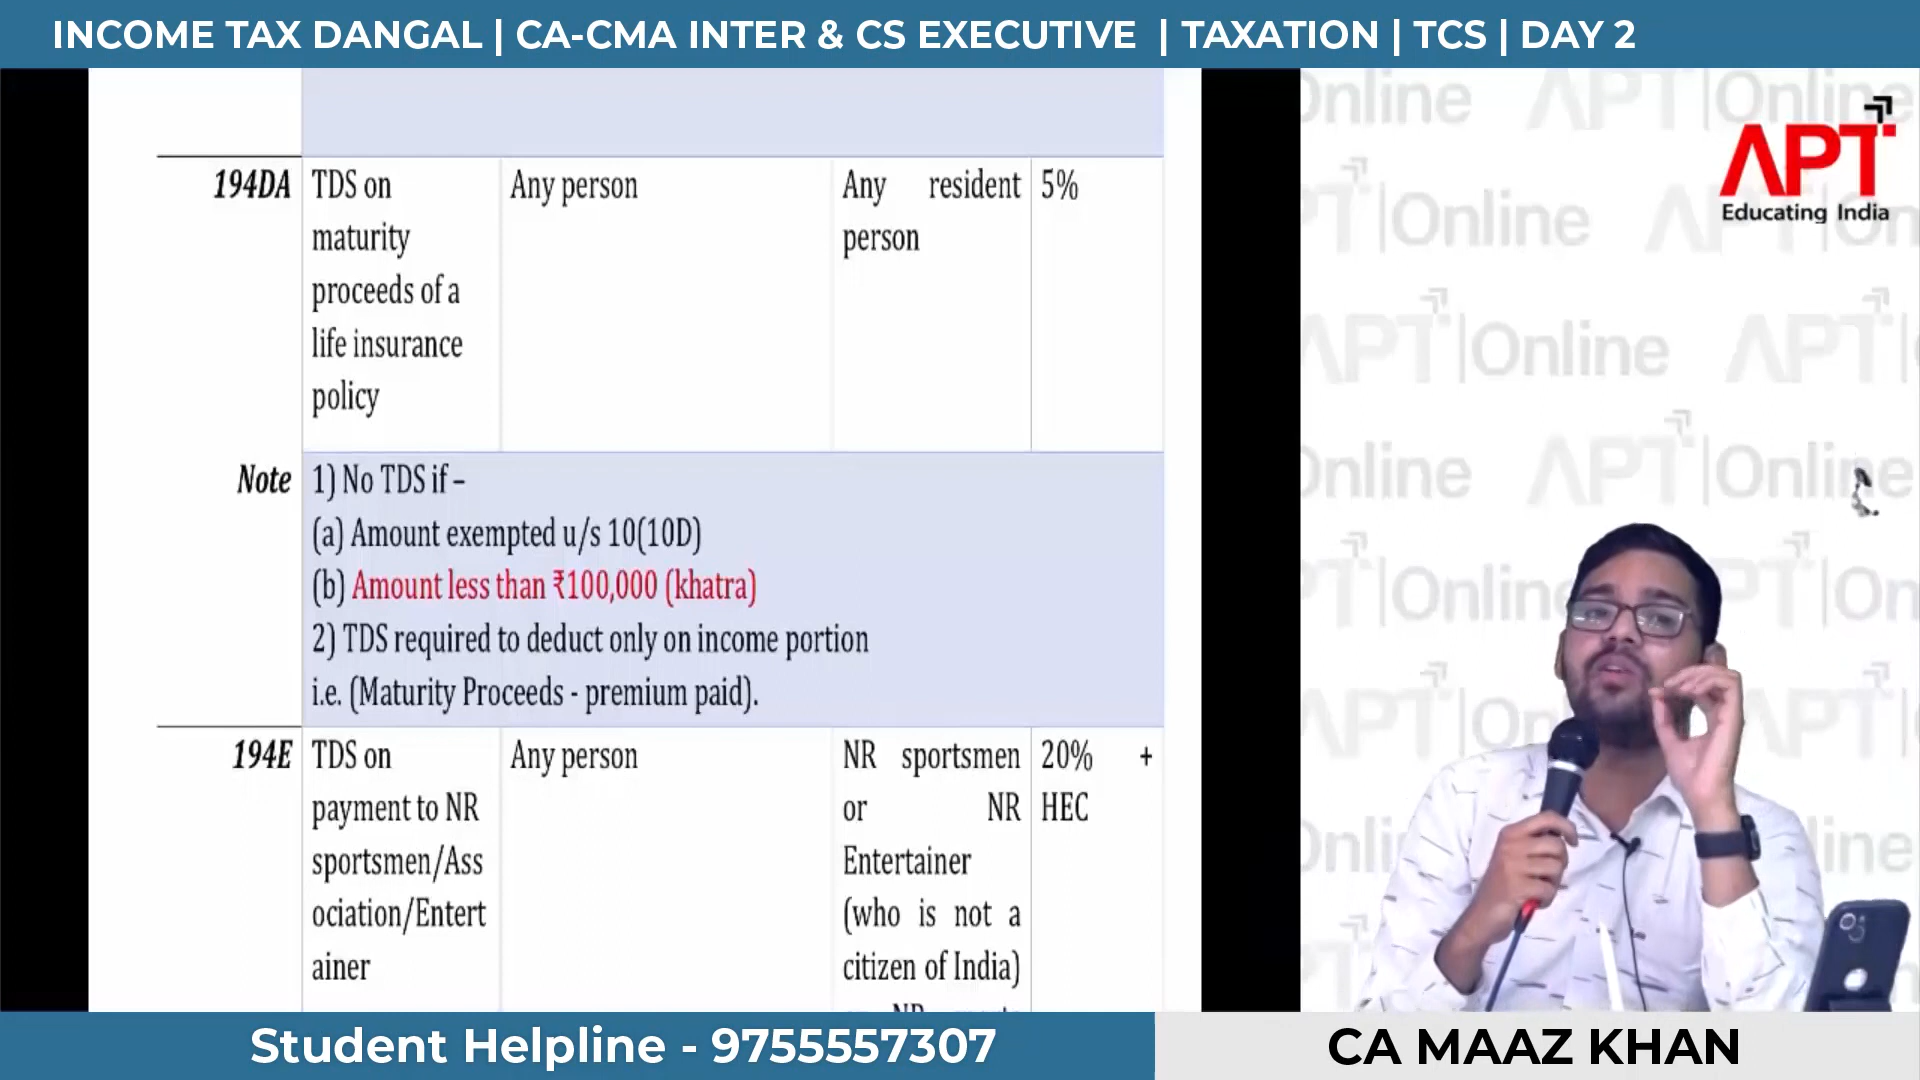 INCOME TAX DANGAL | CA-CMA INTER & CS EXECUTIVE | TAXATION | TCS | DAY 2
194DA TDS on Any person Any resident 5%
maturity person
proceeds of a
life insurance
policy
Note 1) No TDS if –
(a) Amount exempted u/s 10(10D)
(b) Amount less than ₹100,000 (khatra)
2) TDS required to deduct only on income portion
i.e. (Maturity Proceeds - premium paid).
194E TDS on Any person NR sportsmen 20% +
payment to NR or NR HEC
sportsmen/Ass Entertainer
ociation/Entert (who is not a
ainer citizen of India)
APT
Educating India
APT|Online
Student Helpline - 9755557307
CA MAAZ KHAN